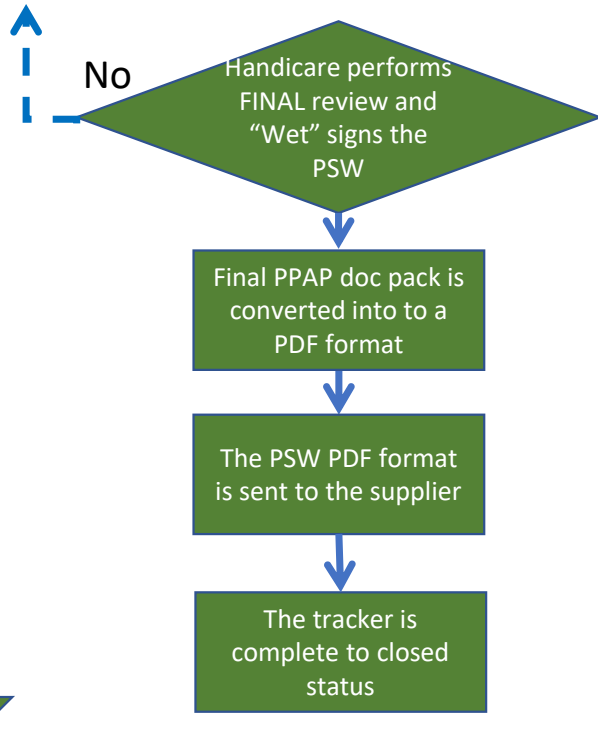 No
Handicare performs
FINAL review and
“Wet” signs the
PSW
Final PPAP doc pack is
converted into to a
PDF format
The PSW PDF format
is sent to the supplier
The tracker is
complete to closed
status